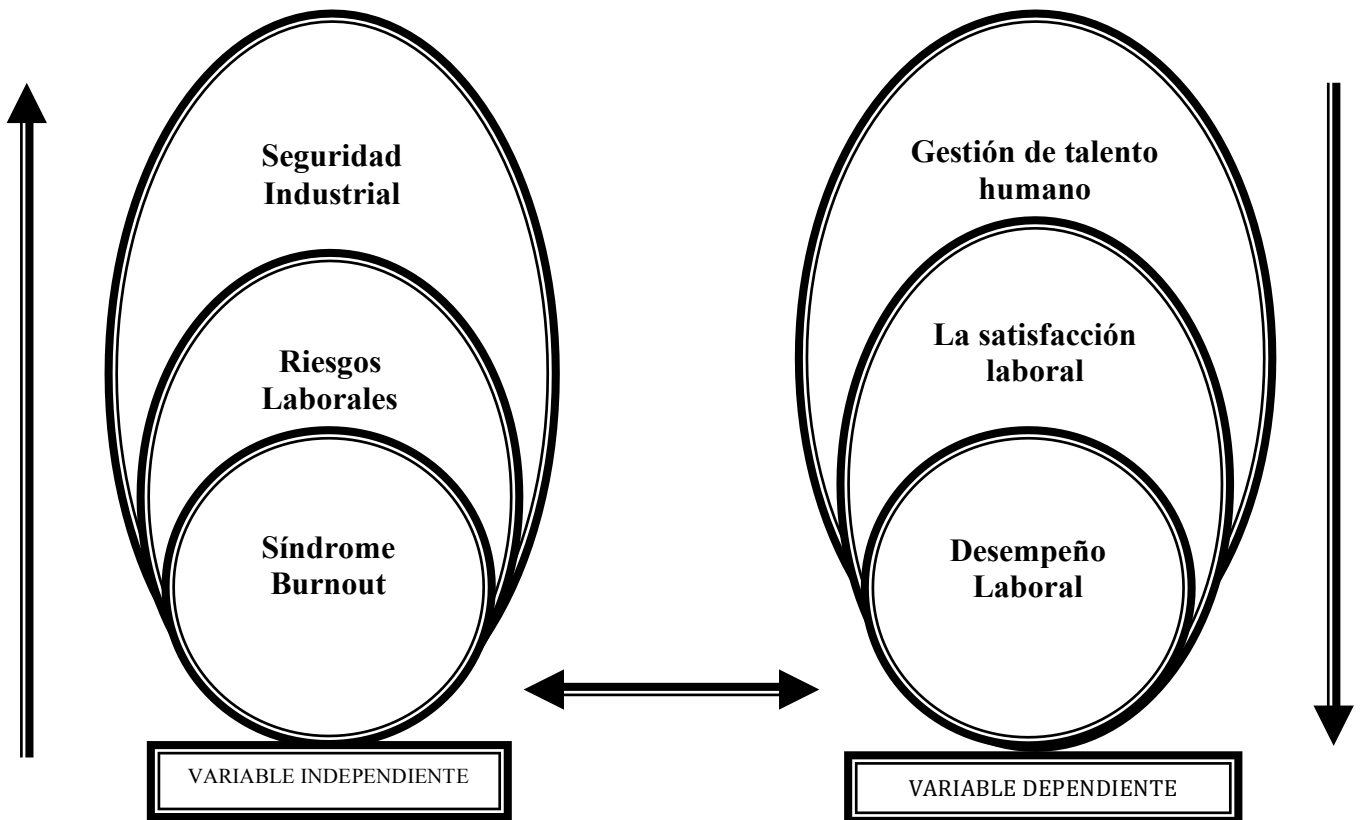 Seguridad
Industrial
Riesgos
Laborales
Síndrome
Burnout
VARIABLE INDEPENDIENTE
Gestión de talento
humano
La satisfacción
laboral
Desempeño
Laboral
VARIABLE DEPENDIENTE